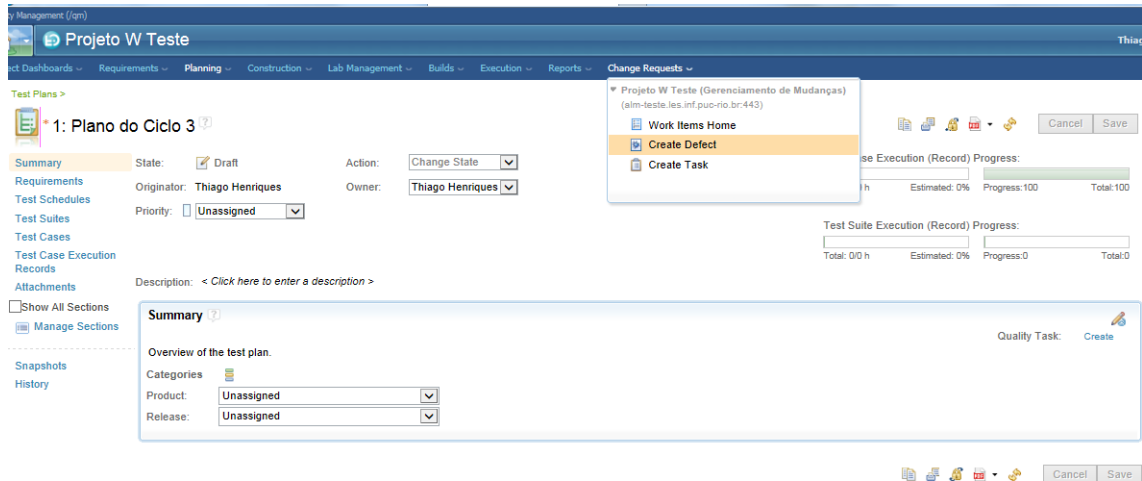 ty Management (/qm)
Projeto W Teste
Thiag
ect Dashboards Requirements Planning Construction Lab Management Builds Execution Reports Change Requests
Test Plans >
Projeto W Teste (Gerenciamento de Mudanças)
(alm-teste.les.inf.puc-rio.br:443)
Work Items Home
Create Defect
Create Task
* 1: Plano do Ciclo 3 ?
Cancel Save
Summary
Requirements
Test Schedules
Test Suites
Test Cases
Test Case Execution
Records
Attachments
Show All Sections
Manage Sections
Snapshots
History
State: Draft Action: Change State
Originator: Thiago Henriques Owner: Thiago Henriques
Priority: Unassigned
se Execution (Record) Progress:
h Estimated: 0% Progress:100 Total:100
Test Suite Execution (Record) Progress:
Total: 0/0 h Estimated: 0% Progress:0 Total:0
Description: < Click here to enter a description >
Summary ?
Quality Task: Create
Overview of the test plan.
Categories
Product: Unassigned
Release: Unassigned
Cancel Save